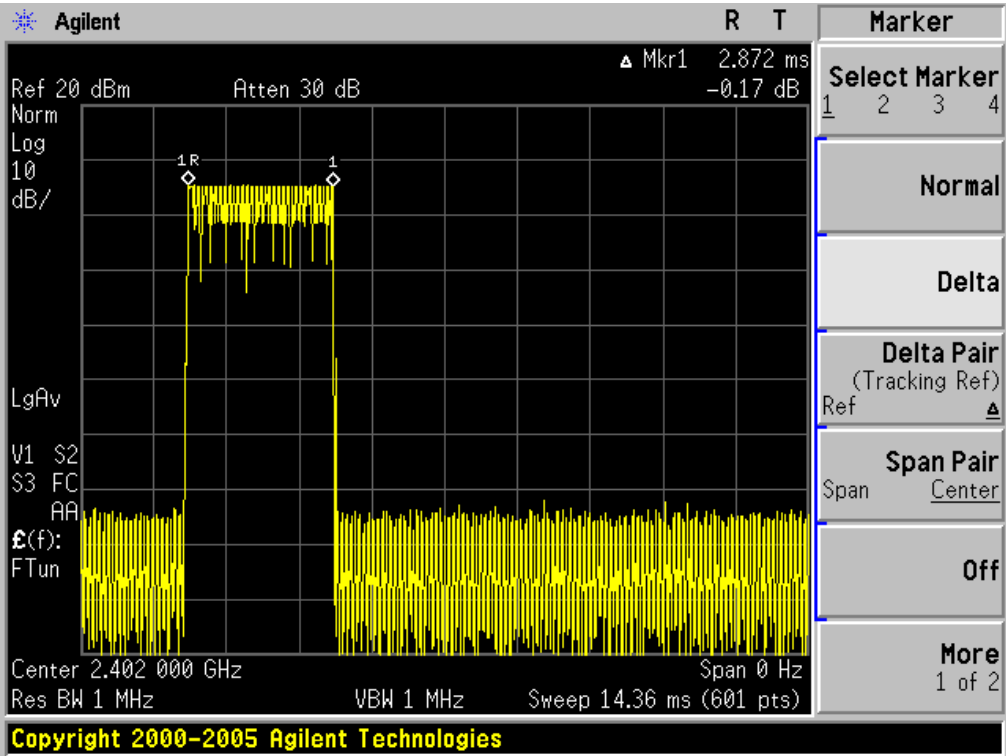 Agilent R T
Marker
Δ Mkr1 2.872 ms
Ref 20 dBm Atten 30 dB -0.17 dB
Norm
Log
10
dB/
1R
1
LgAv
V1 S2
S3 FC
AA
£(f):
FTun
Center 2.402 000 GHz Span 0 Hz
Res BW 1 MHz VBW 1 MHz Sweep 14.36 ms (601 pts)
Select Marker
1 2 3 4
Normal
Delta
Delta Pair
(Tracking Ref)
Ref Δ
Span Pair
Span Center
Off
More
1 of 2
Copyright 2000-2005 Agilent Technologies